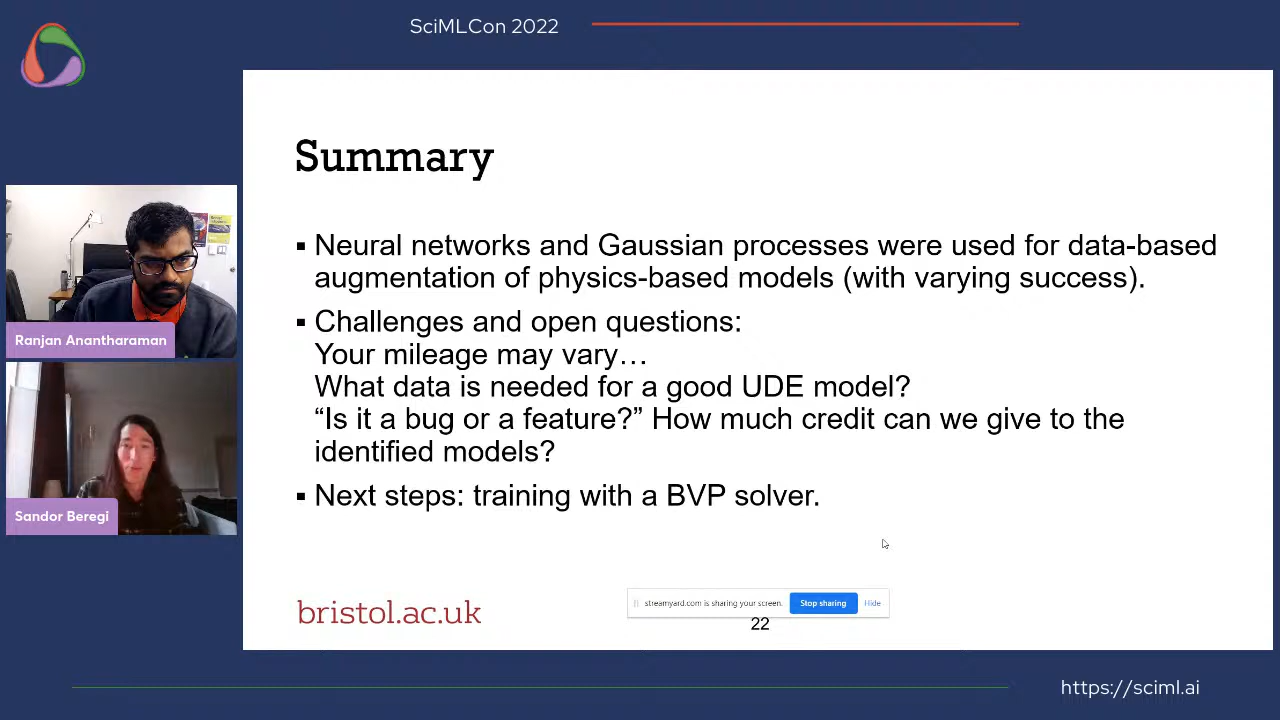 SciMLCon 2022
Summary
▪ Neural networks and Gaussian processes were used for data-based
augmentation of physics-based models (with varying success).
▪ Challenges and open questions:
Your mileage may vary…
What data is needed for a good UDE model?
“Is it a bug or a feature?” How much credit can we give to the
identified models?
▪ Next steps: training with a BVP solver.
Ranjan Anantharaman
Sandor Beregi
bristol.ac.uk
streamyard.com is sharing your screen.
Stop sharing
Hide
22
https://sciml.ai